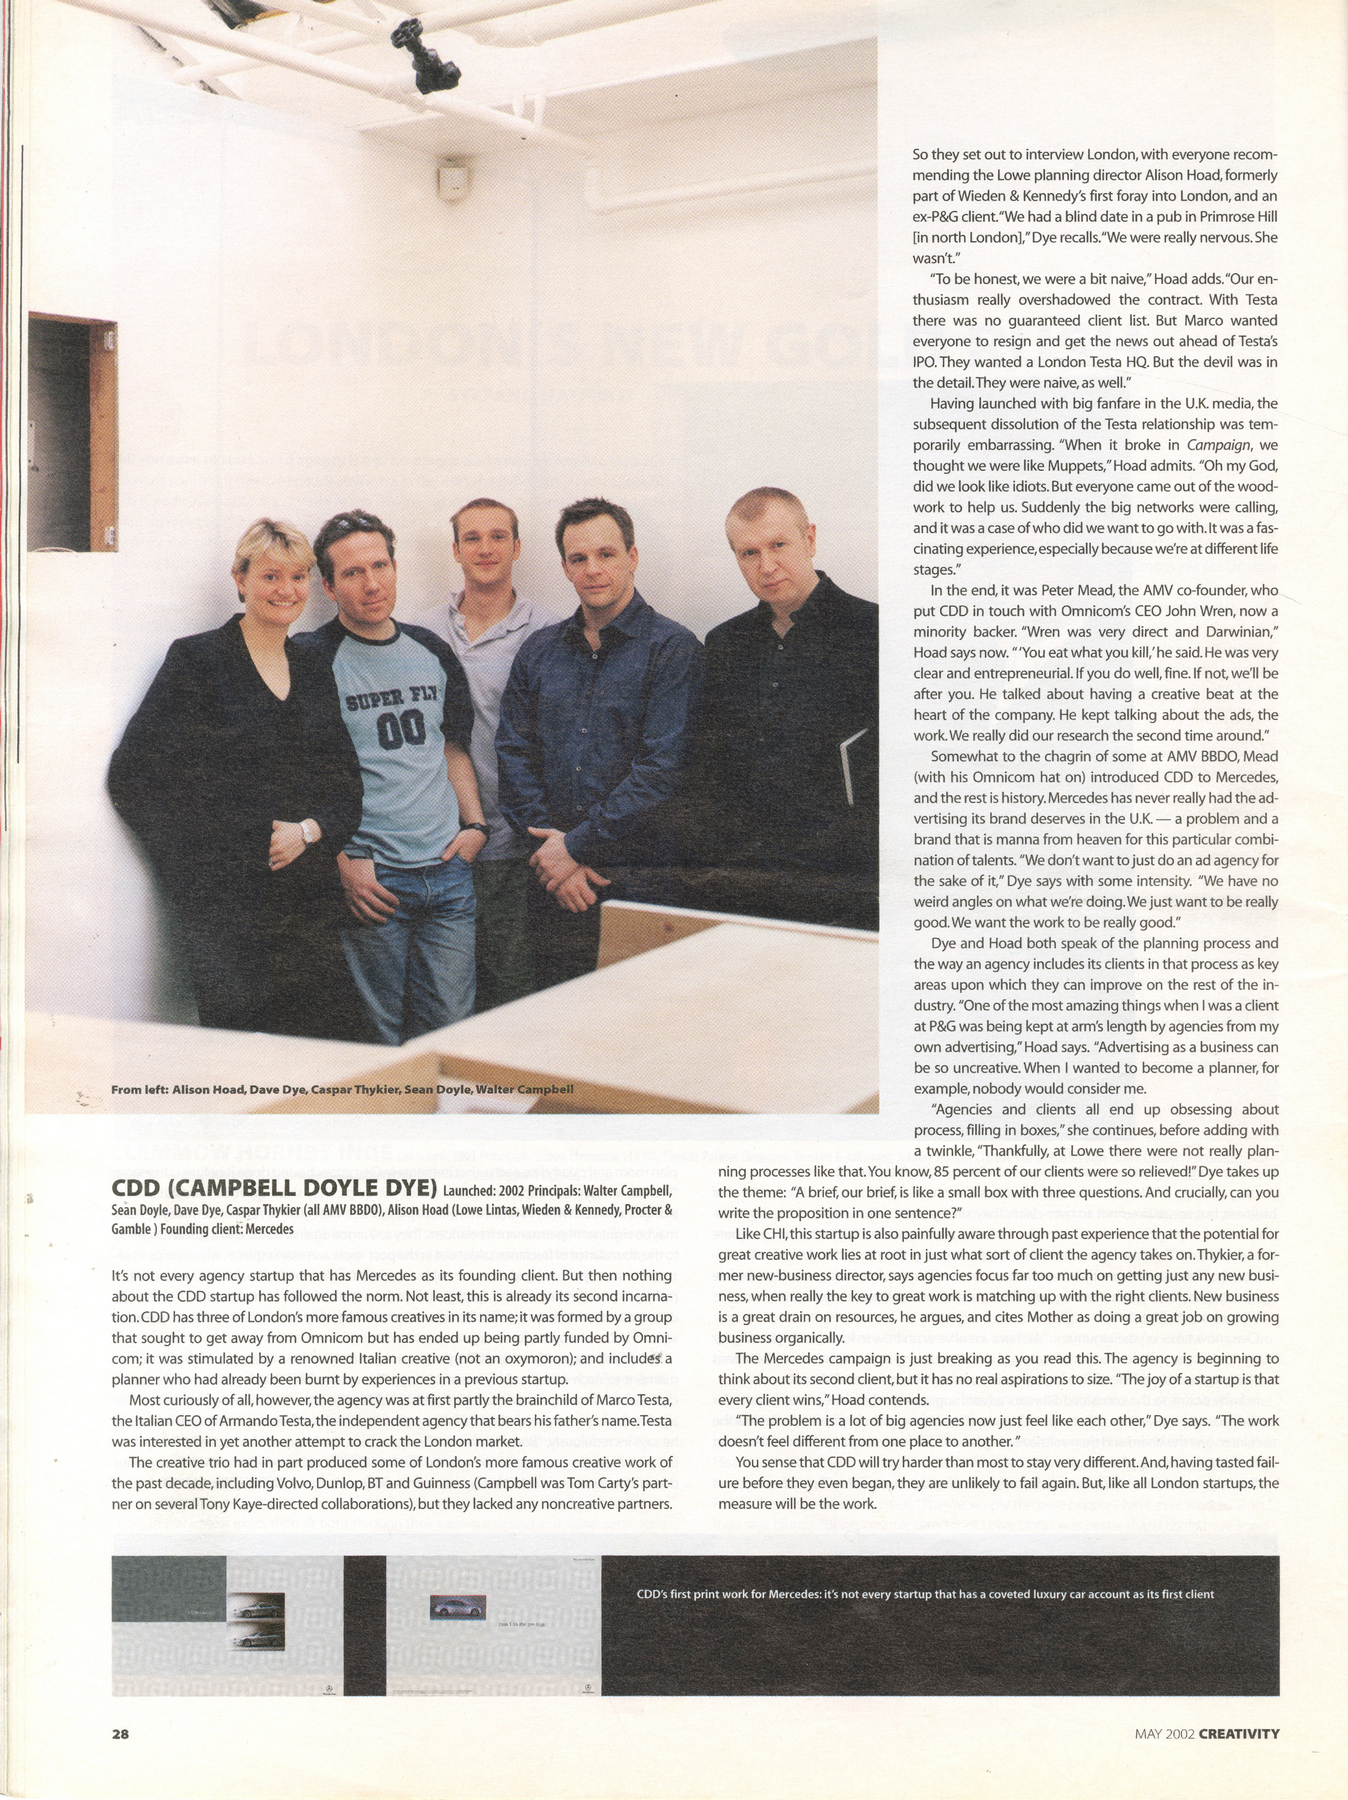 SUPER FLY
00
From left: Alison Hoad, Dave Dye, Caspar Thykier, Sean Doyle, Walter Campbell
CDD (CAMPBELL DOYLE DYE) Launched: 2002 Principals: Walter Campbell,
Sean Doyle, Dave Dye, Caspar Thykier (all AMV BBDO), Alison Hoad (Lowe Lintas, Wieden & Kennedy, Procter &
Gamble ) Founding client: Mercedes
It's not every agency startup that has Mercedes as its founding client. But then nothing
about the CDD startup has followed the norm. Not least, this is already its second incarna-
tion. CDD has three of London's more famous creatives in its name; it was formed by a group
that sought to get away from Omnicom but has ended up being partly funded by Omni-
com; it was stimulated by a renowned Italian creative (not an oxymoron); and includes a
planner who had already been burnt by experiences in a previous startup.
Most curiously of all, however, the agency was at first partly the brainchild of Marco Testa,
the Italian CEO of Armando Testa, the independent agency that bears his father's name. Testa
was interested in yet another attempt to crack the London market.
The creative trio had in part produced some of London's more famous creative work of
the past decade, including Volvo, Dunlop, BT and Guinness (Campbell was Tom Carty's part-
ner on several Tony Kaye-directed collaborations), but they lacked any noncreative partners.
So they set out to interview London, with everyone recom-
mending the Lowe planning director Alison Hoad, formerly
part of Wieden & Kennedy's first foray into London, and an
ex-P&G client. "We had a blind date in a pub in Primrose Hill
[in north London]," Dye recalls. "We were really nervous. She
wasn't."
"To be honest, we were a bit naive," Hoad adds. "Our en-
thusiasm really overshadowed the contract. With Testa
there was no guaranteed client list. But Marco wanted
everyone to resign and get the news out ahead of Testa's
IPO. They wanted a London Testa HQ. But the devil was in
the detail. They were naive, as well."
Having launched with big fanfare in the U.K. media, the
subsequent dissolution of the Testa relationship was tem-
porarily embarrassing. "When it broke in Campaign, we
thought we were like Muppets," Hoad admits. "Oh my God,
did we look like idiots. But everyone came out of the wood-
work to help us. Suddenly the big networks were calling,
and it was a case of who did we want to go with. It was a fas-
cinating experience, especially because we're at different life
stages."
In the end, it was Peter Mead, the AMV co-founder, who
put CDD in touch with Omnicom's CEO John Wren, now a
minority backer. "Wren was very direct and Darwinian,"
Hoad says now. " 'You eat what you kill,' he said. He was very
clear and entrepreneurial. If you do well, fine. If not, we'll be
after you. He talked about having a creative beat at the
heart of the company. He kept talking about the ads, the
work. We really did our research the second time around."
Somewhat to the chagrin of some at AMV BBDO, Mead
(with his Omnicom hat on) introduced CDD to Mercedes,
and the rest is history. Mercedes has never really had the ad-
vertising its brand deserves in the U.K. — a problem and a
brand that is manna from heaven for this particular combi-
nation of talents. "We don't want to just do an ad agency for
the sake of it," Dye says with some intensity. "We have no
weird angles on what we're doing. We just want to be really
good. We want the work to be really good."
Dye and Hoad both speak of the planning process and
the way an agency includes its clients in that process as key
areas upon which they can improve on the rest of the in-
dustry. "One of the most amazing things when I was a client
at P&G was being kept at arm's length by agencies from my
own advertising," Hoad says. "Advertising as a business can
be so uncreative. When I wanted to become a planner, for
example, nobody would consider me.
"Agencies and clients all end up obsessing about
process, filling in boxes," she continues, before adding with
a twinkle, "Thankfully, at Lowe there were not really plan-
ning processes like that. You know, 85 percent of our clients were so relieved!" Dye takes up
the theme: "A brief, our brief, is like a small box with three questions. And crucially, can you
write the proposition in one sentence?"
Like CHI, this startup is also painfully aware through past experience that the potential for
great creative work lies at root in just what sort of client the agency takes on. Thykier, a for-
mer new-business director, says agencies focus far too much on getting just any new busi-
ness, when really the key to great work is matching up with the right clients. New business
is a great drain on resources, he argues, and cites Mother as doing a great job on growing
business organically.
The Mercedes campaign is just breaking as you read this. The agency is beginning to
think about its second client, but it has no real aspirations to size. "The joy of a startup is that
every client wins," Hoad contends.
"The problem is a lot of big agencies now just feel like each other," Dye says. "The work
doesn't feel different from one place to another."
You sense that CDD will try harder than most to stay very different. And, having tasted fail-
ure before they even began, they are unlikely to fail again. But, like all London startups, the
measure will be the work.
CDD's first print work for Mercedes: it's not every startup that has a coveted luxury car account as its first client
28
MAY 2002 CREATIVITY